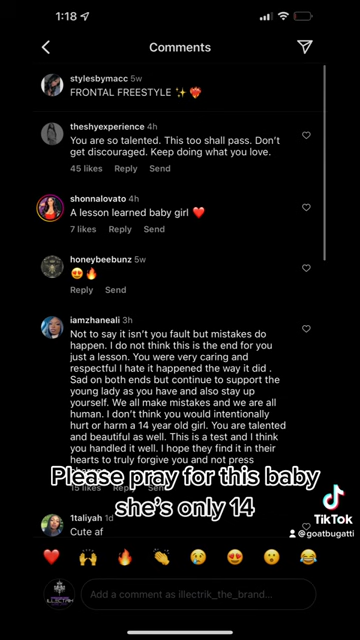 1:18
Comments
stylesbymacc 5w
FRONTAL FREESTYLE ✨❤️‍🔥
theshyexperience 4h
You are so talented. This too shall pass. Don't
get discouraged. Keep doing what you love.
45 likes Reply Send
shonnalovato 4h
A lesson learned baby girl ❤️
7 likes Reply Send
honeybeebunz 5w
😍🔥
Reply Send
iamzhaneali 3h
Not to say it isn't you fault but mistakes do
happen. I do not think this is the end for you
just a lesson. You were very caring and
respectful I hate it happened the way it did .
Sad on both ends but continue to support the
young lady as you have and also stay up
yourself. We all make mistakes and we are all
human. I don't think you would intentionally
hurt or harm a 14 year old girl. You are talented
and beautiful as well. This is a test and I think
you handled it well. I hope they find it in their
hearts to truly forgive you and not press
Please pray for this baby
she's only 14
15 likes Reply Send
1taliyah 5w
Cute af
TikTok
@goatbugatti
❤️🙌🔥👏😢😍😮😂
ILLECTRIK
Add a comment as illectrik_the_brand...